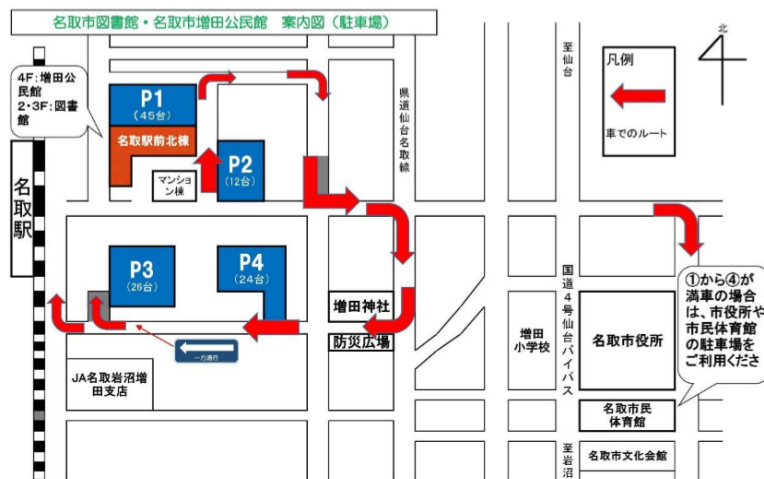 名取市図書館・名取市増田公民館 案内図(駐車場)
4F:増田公
民館
2・3F:図書
館
P1
(45台)
名取駅前北棟
マンショ
ン棟
P2
(12台)
県道仙台名取線
至仙台
凡例
車でのルート
北
名取駅
P3
(26台)
P4
(24台)
増田神社
防災広場
一方通行
JA名取岩沼増
田支店
国道4号仙台バイパス
増田
小学校
名取市役所
①から④が
満車の場合
は、市役所や
市民体育館
の駐車場を
ご利用くださ
名取市民
体育館
名取市文化会館
至岩沼